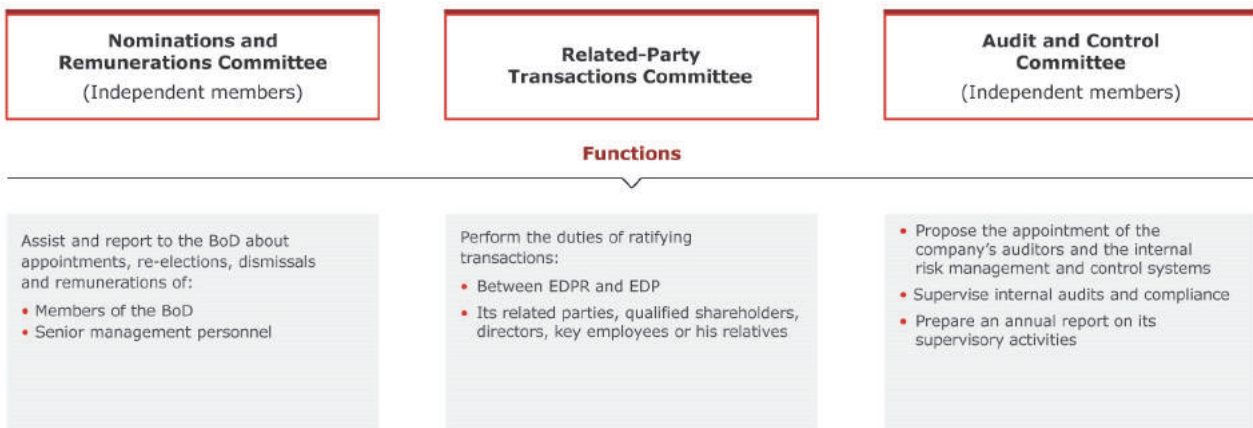 Nominations and
Remunerations Committee
(Independent members)
Related-Party
Transactions Committee
Audit and Control
Committee
(Independent members)
Functions
Assist and report to the BoD about
appointments, re-elections, dismissals
and remunerations of:
• Members of the BoD
• Senior management personnel
Perform the duties of ratifying
transactions:
• Between EDPR and EDP
• Its related parties, qualified shareholders,
directors, key employees or his relatives
• Propose the appointment of the
company's auditors and the internal
risk management and control systems
• Supervise internal audits and compliance
• Prepare an annual report on its
supervisory activities